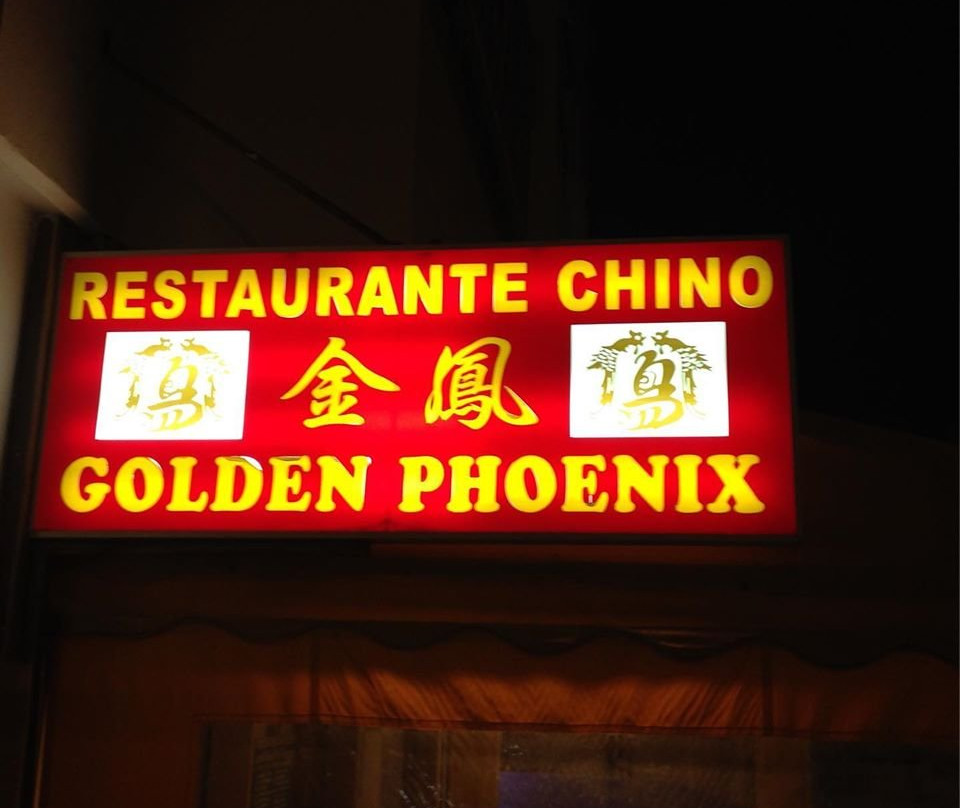 RESTAURANTE CHINO
金鳳
GOLDEN PHOENIX